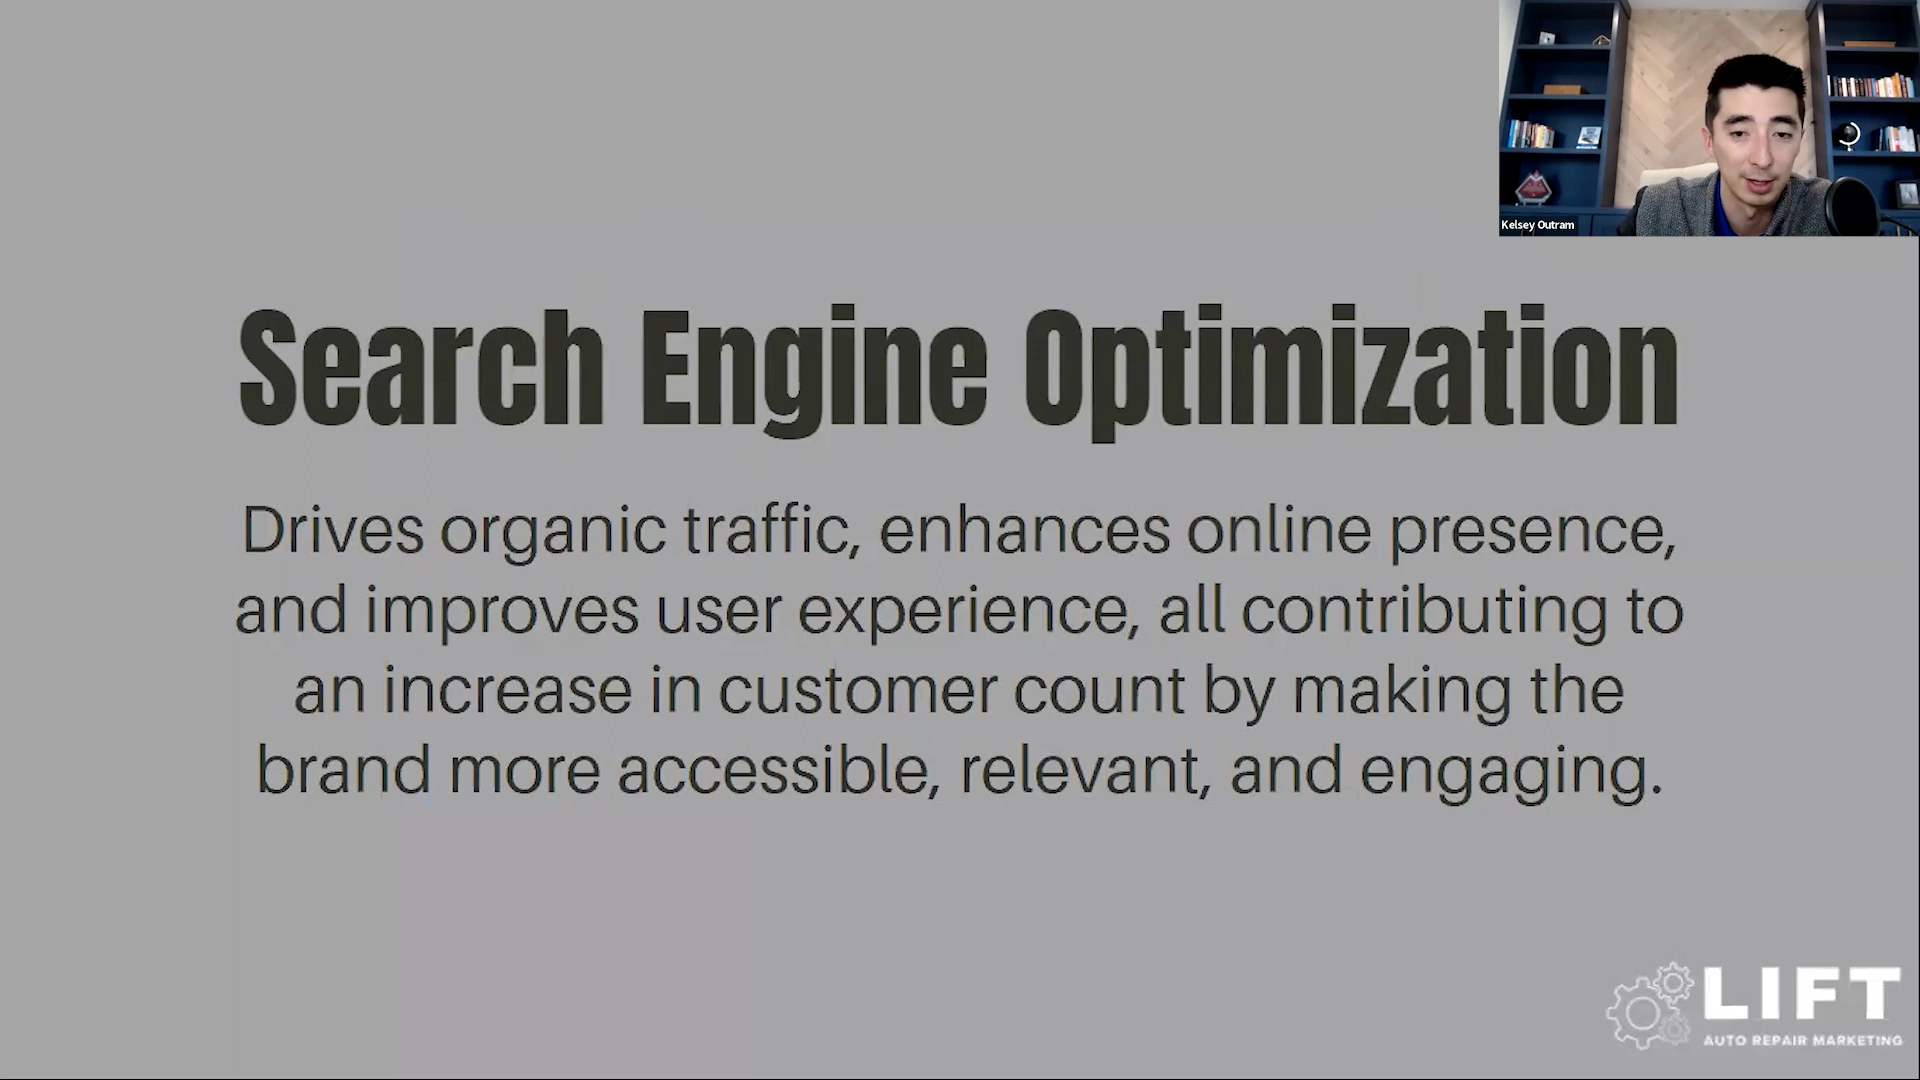 Kelsey Outram
Search Engine Optimization
Drives organic traffic, enhances online presence,
and improves user experience, all contributing to
an increase in customer count by making the
brand more accessible, relevant, and engaging.
LIFT
AUTO REPAIR MARKETING